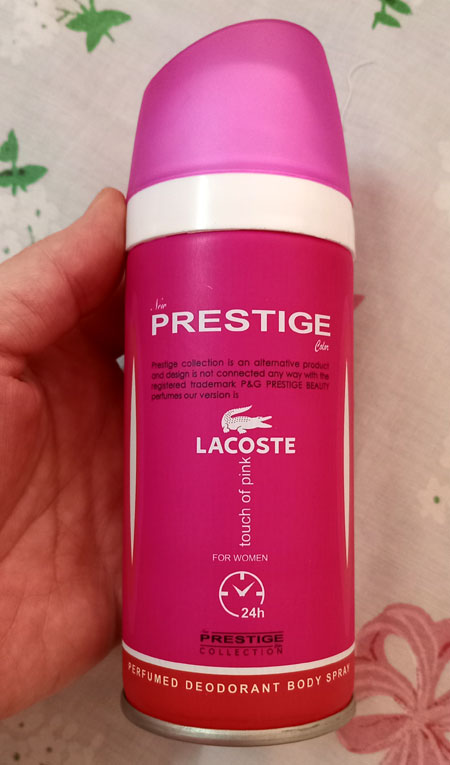 New
PRESTIGE
Color
Prestige collection is an alternative product
and design is not connected any way with the
registered trademark P&G PRESTIGE BEAUTY
perfumes our version is
LACOSTE
touch of pink
FOR WOMEN
24h
PRESTIGE
COLLECTION
PERFUMED DEODORANT BODY SPRAY